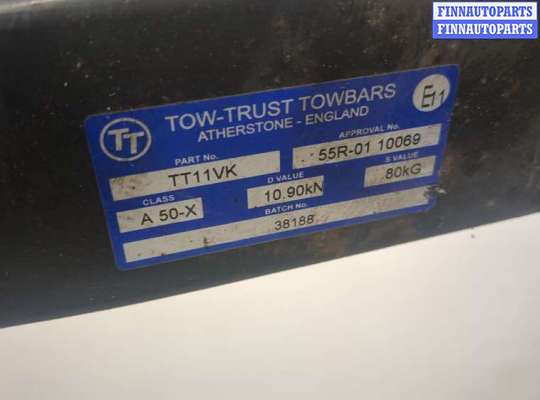 FINNAUTOPARTS
FINNAUTOPARTS
TT
TOW-TRUST TOWBARS
ATHERSTONE - ENGLAND
E11
PART No.
APPROVAL No.
TT11VK
55R-01 10069
CLASS
D VALUE
S VALUE
A 50-X
10.90kN
80kG
BATCH No.
38188